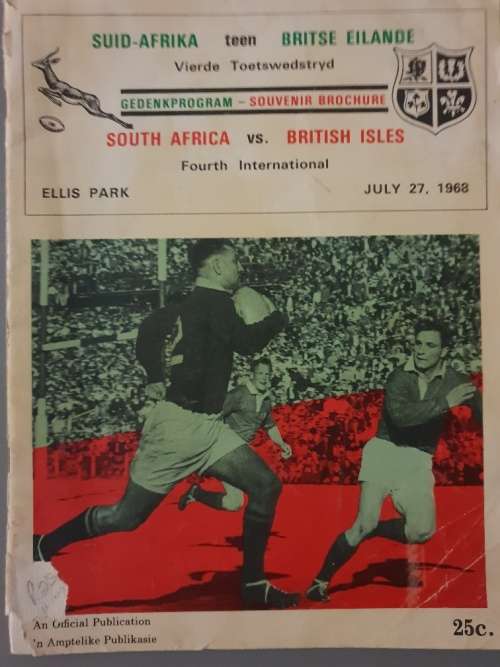 SUID-AFRIKA teen BRITSE EILANDE
Vierde Toetswedstryd
GEDENKPROGRAM – SOUVENIR BROCHURE
SOUTH AFRICA vs. BRITISH ISLES
Fourth International
ELLIS PARK JULY 27, 1968
2
An Official Publication
'n Amptelike Publikasie
25c.